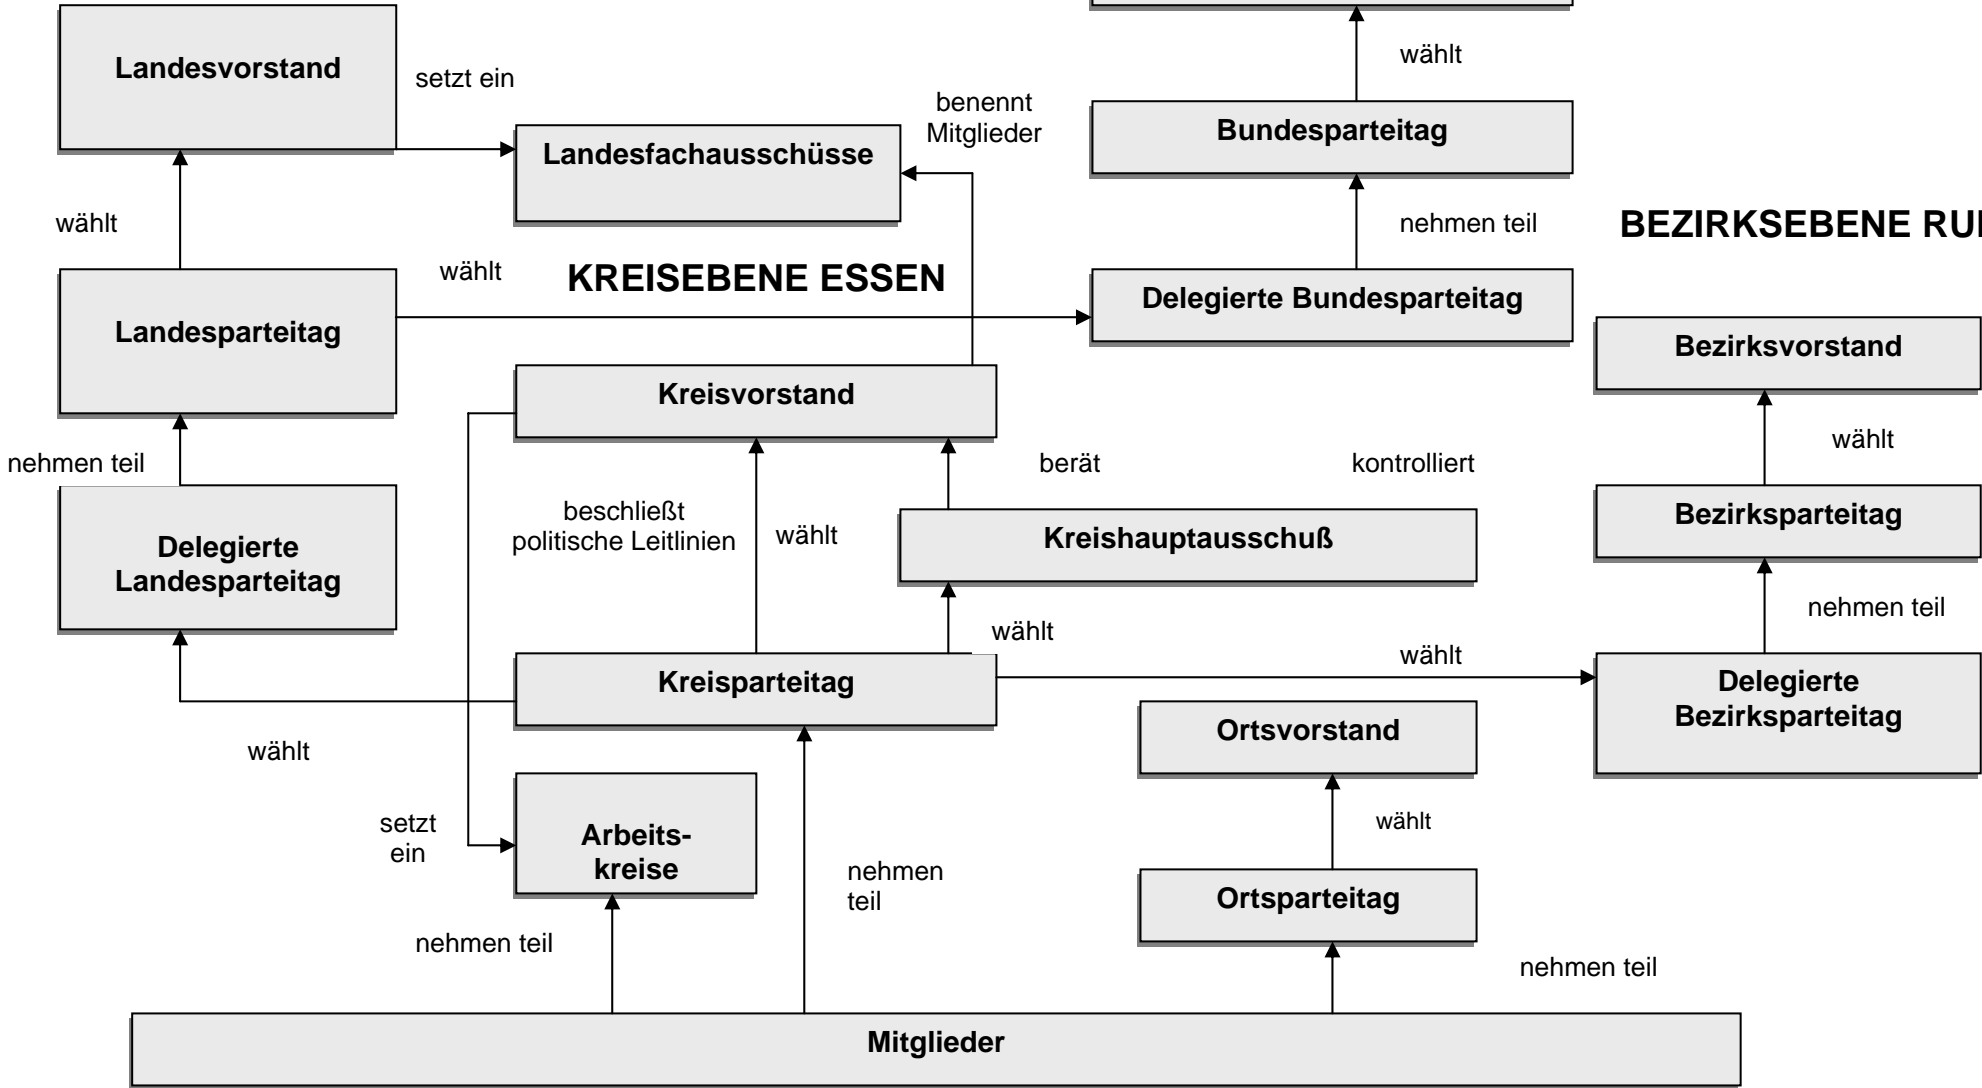 wählt
Landesvorstand
setzt ein
benennt
Mitglieder
Bundesparteitag
Landesfachausschüsse
wählt
nehmen teil
BEZIRKSEBENE
wählt
KREISEBENE ESSEN
Delegierte Bundesparteitag
Landesparteitag
Bezirksvorstand
Kreisvorstand
wählt
nehmen teil
berät
kontrolliert
beschließt
politische Leitlinien
wählt
Bezirksparteitag
Kreishauptausschuß
Delegierte
Landesparteitag
nehmen teil
wählt
wählt
Kreisparteitag
Delegierte
Bezirksparteitag
Ortsvorstand
wählt
setzt
ein
Arbeits-
kreise
wählt
nehmen
teil
Ortsparteitag
nehmen teil
nehmen teil
Mitglieder